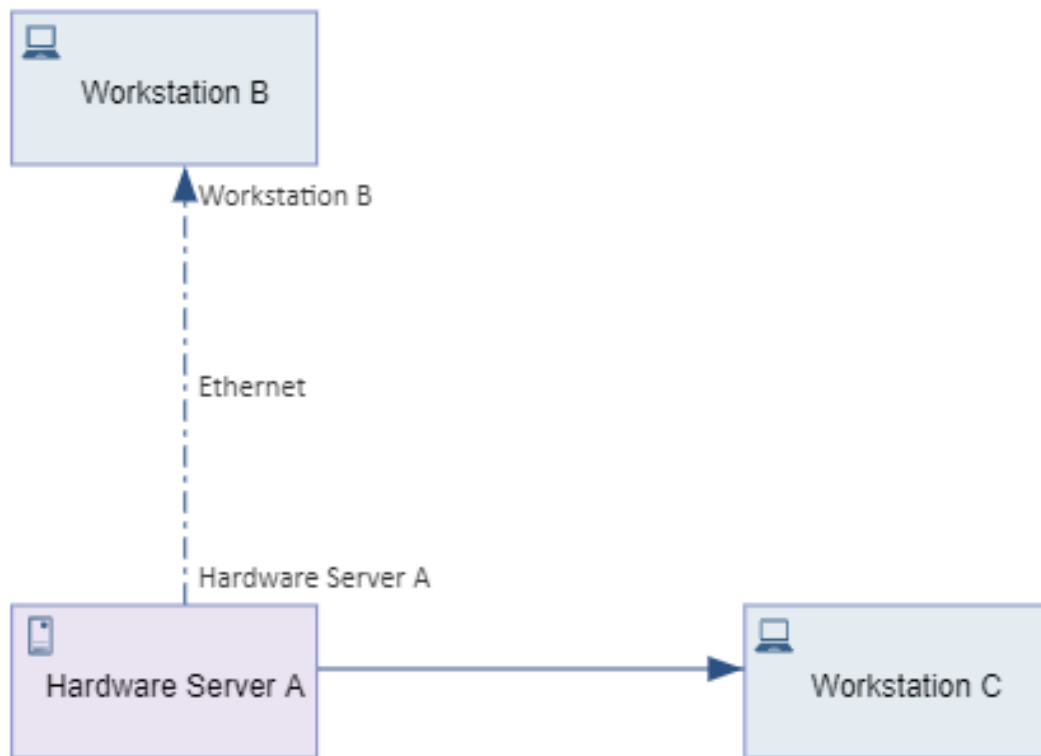 Workstation B
Workstation B
Ethernet
Hardware Server A
Hardware Server A
Workstation C